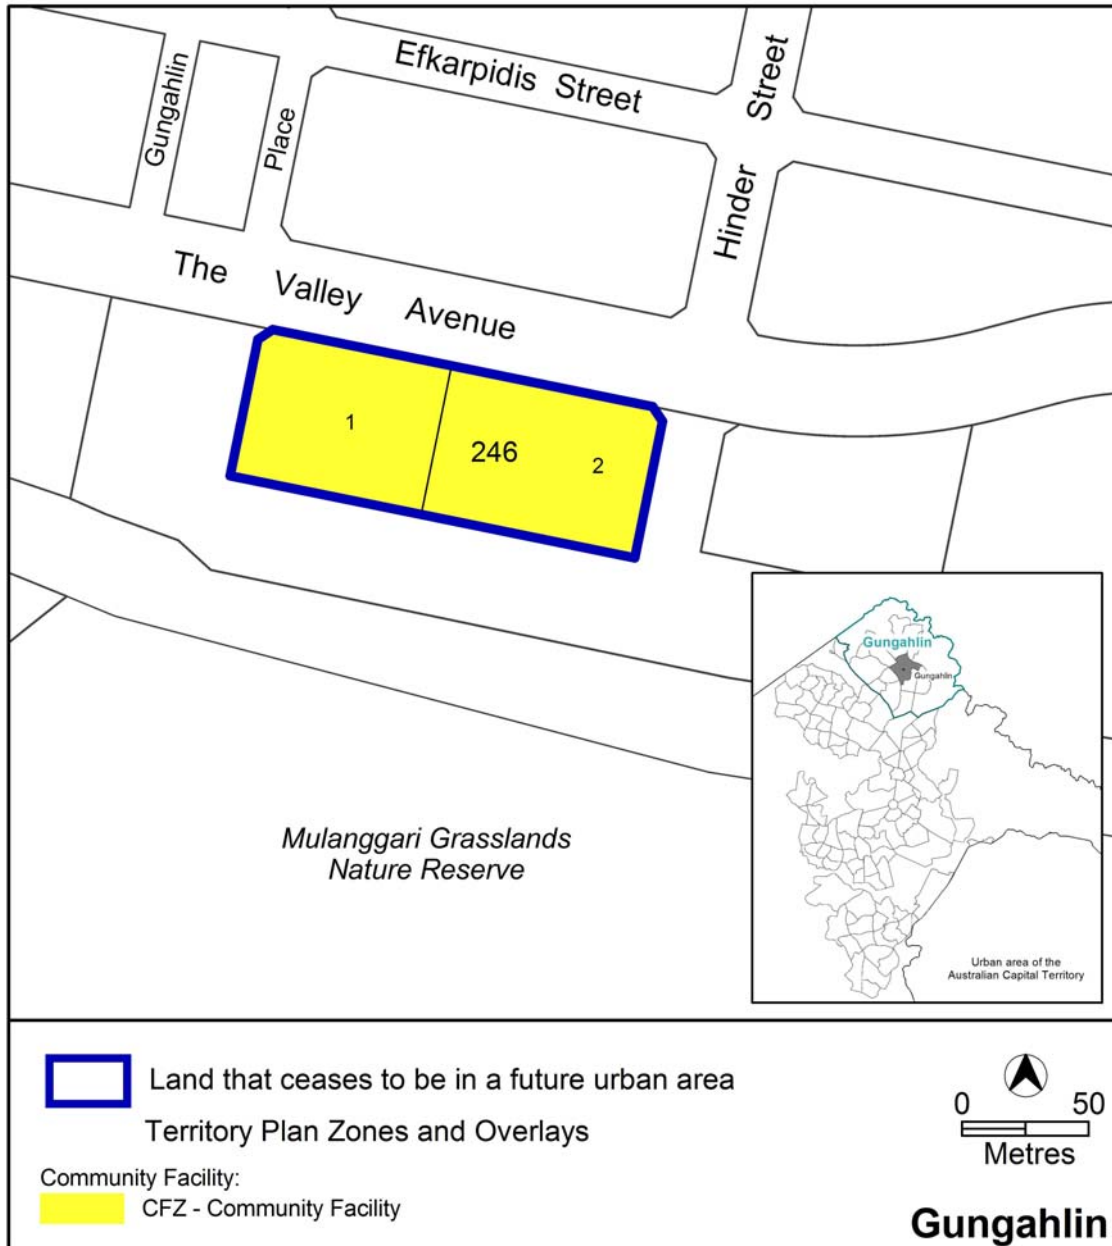 Efkarpidis Street
Hinder Street
Gungahlin Place
The Valley Avenue
1
246
2
Mulanggari Grasslands
Nature Reserve
Gungahlin
Gungahlin
Urban area of the
Australian Capital Territory
Land that ceases to be in a future urban area
Territory Plan Zones and Overlays
Community Facility:
CFZ - Community Facility
0 50
Metres
Gungahlin